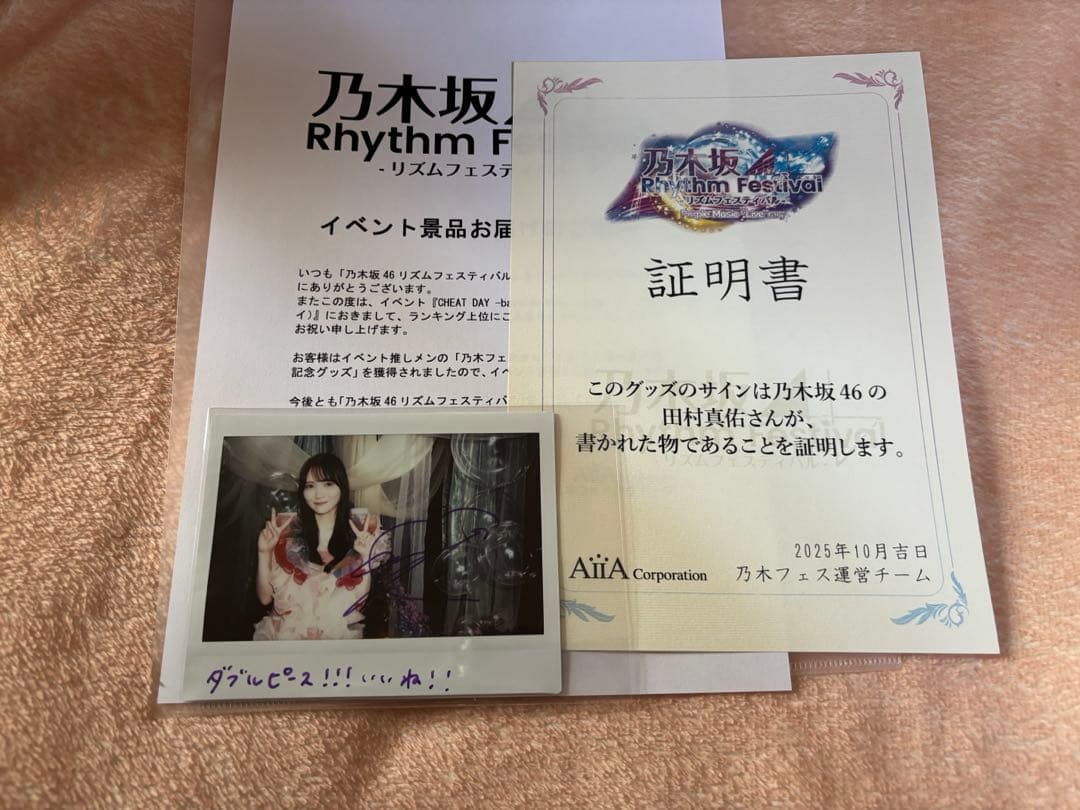 乃木坂
Rhythm F
- リズムフェステ
イベント景品お届
いつも「乃木坂46リズムフェスティバル
にありがとうございます。
またこの度は、イベント『CHEAT DAY -ba
イ)』におきまして、ランキング上位にこ
お祝い申し上げます。
お客様はイベント推しメンの「乃木フェ
記念グッズ」を獲得されましたので、イベ
今後とも「乃木坂46リズムフェスティバ
乃木坂
Rhythm Festival
-リズムフェスティバル-
証明書
このグッズのサインは乃木坂46の
田村真佑さんが、
書かれた物であることを証明します。
2025年10月吉日
AiiA Corporation
乃木フェス運営チーム
ダブルピース!!!いいね!!